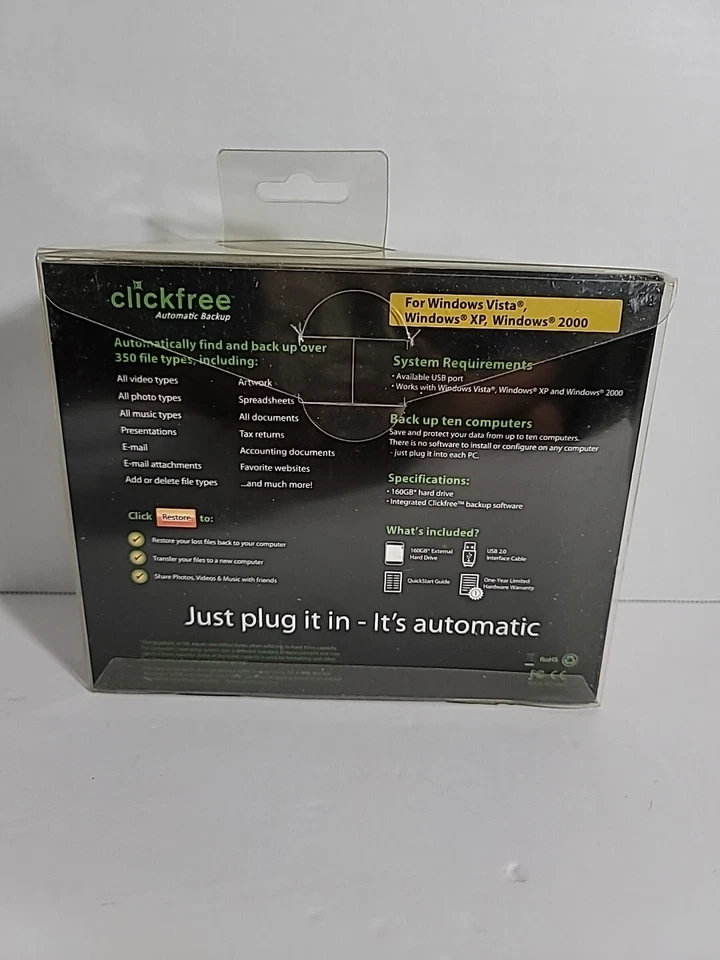 clickfree™
Automatic Backup
For Windows Vista®,
Windows® XP, Windows® 2000
Automatically find and back up over
350 file types, including:
All video types
All photo types
All music types
Presentations
E-mail
E-mail attachments
Add or delete file types
Artwork
Spreadsheets
All documents
Tax returns
Accounting documents
Favorite websites
...and much more!
Click Restore to:
Restore your lost files back to your computer
Transfer your files to a new computer
Share Photos, Videos & Music with friends
System Requirements
• Available USB port
• Works with Windows Vista®, Windows® XP and Windows® 2000
Back up ten computers
Save and protect your data from up to ten computers.
There is no software to install or configure on any computer
- just plug it into each PC.
Specifications:
• 160GB* hard drive
• Integrated Clickfree™ backup software
What's included?
160GB* External
Hard Drive
USB 2.0
Interface Cable
QuickStart Guide
One-Year Limited
Hardware Warranty
Just plug it in - It's automatic
RoHS
FC CE